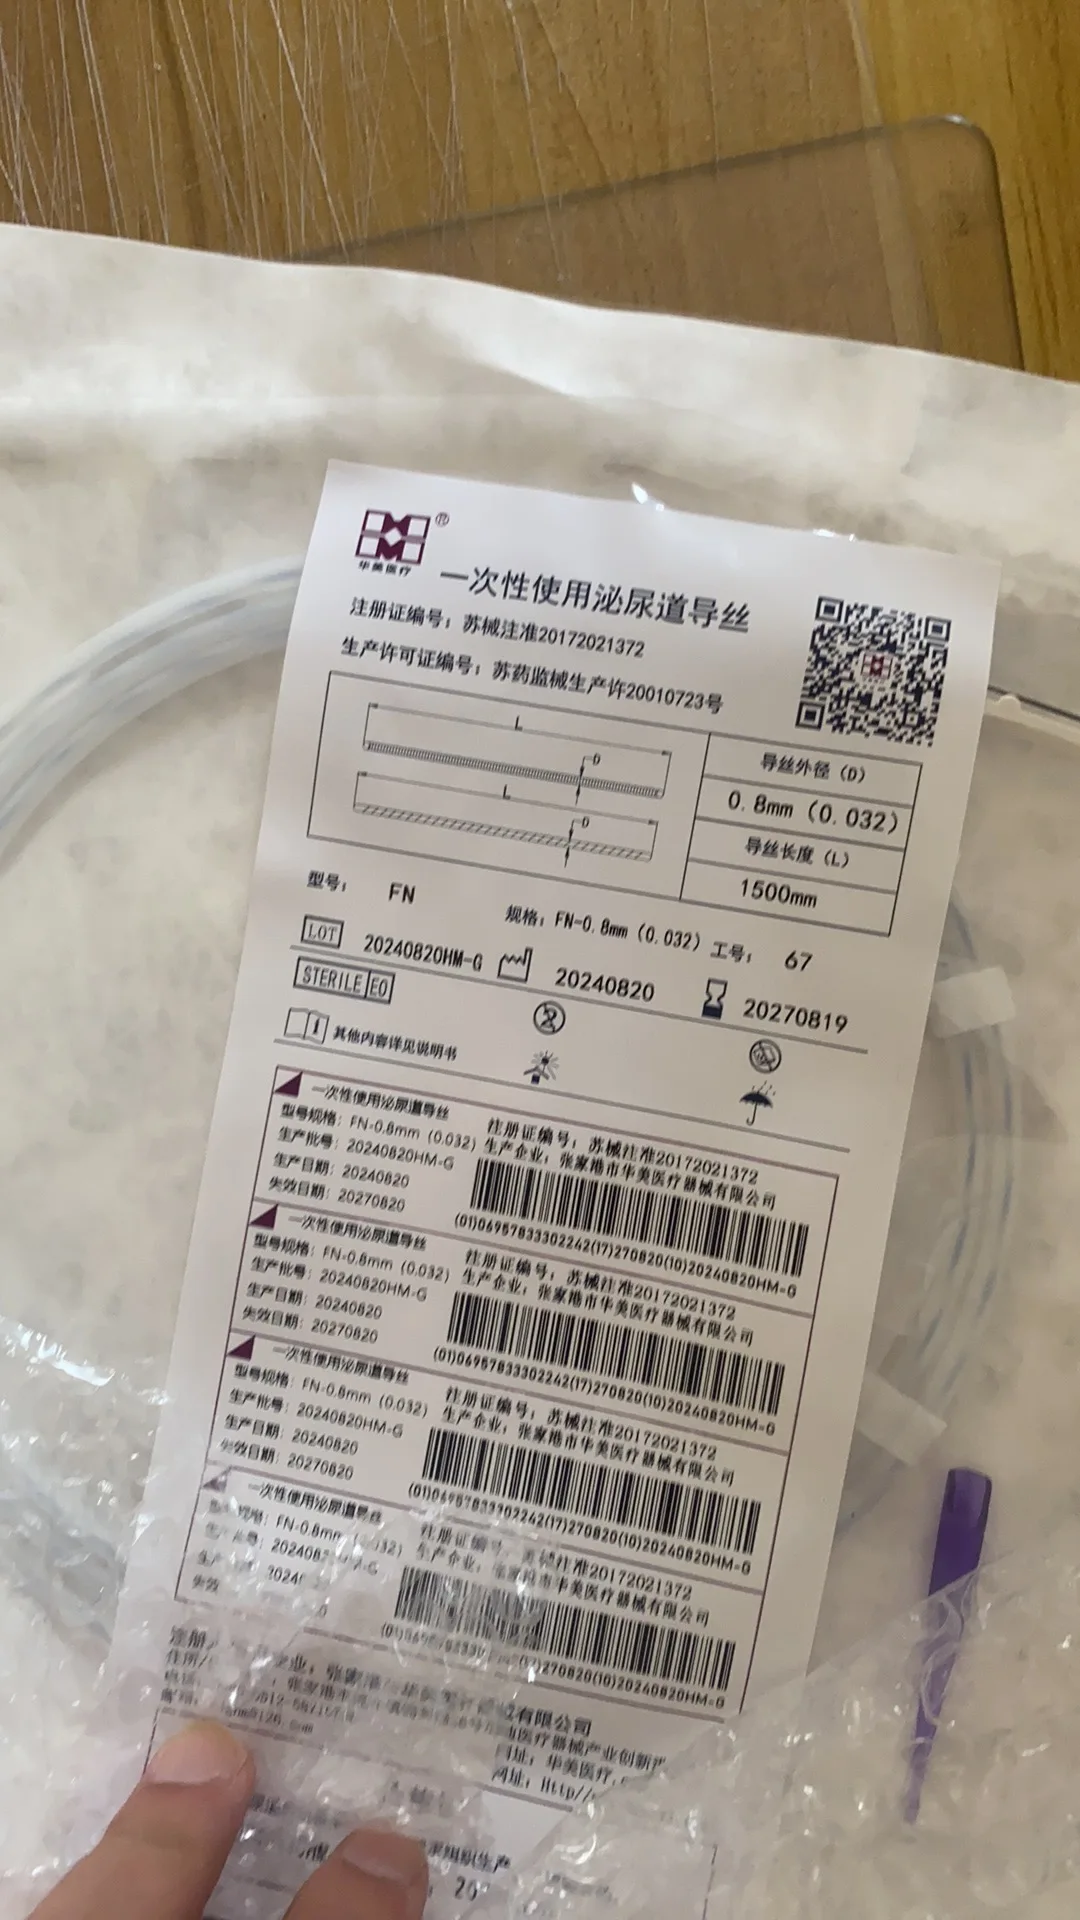 华美医疗
®
一次性使用泌尿道导丝
注册证编号：苏械注准20172021372
生产许可证编号：苏药监械生产许20010723号
L
D
L
D
导丝外径（D）
0.8mm（0.032）
导丝长度（L）
1500mm
型号： FN 规格：FN-0.8mm（0.032） 工号： 67
LOT 20240820HM-G 20240820 20270819
STERILE EO
2
其他内容详见说明书
一次性使用泌尿道导丝
型号规格：FN-0.8mm（0.032） 注册证编号：苏械注准20172021372
生产批号：20240820HM-G 生产企业：张家港市华美医疗器械有限公司
生产日期：20240820
失效日期：20270820
(01)06957833302242(17)270820(10)20240820HM-G
一次性使用泌尿道导丝
型号规格：FN-0.8mm（0.032） 注册证编号：苏械注准20172021372
生产批号：20240820HM-G 生产企业：张家港市华美医疗器械有限公司
生产日期：20240820
失效日期：20270820
(01)06957833302242(17)270820(10)20240820HM-G
一次性使用泌尿道导丝
型号规格：FN-0.8mm（0.032） 注册证编号：苏械注准20172021372
生产批号：20240820HM-G 生产企业：张家港市华美医疗器械有限公司
生产日期：20240820
失效日期：20270820
(01)06957833302242(17)270820(10)20240820HM-G
一次性使用泌尿道导丝
FN-0.8mm 注册证编号： 注准20172021372
生产企业：张家港市华美医疗器械有限公司
失效
270820(10)20240820HM-G
有限公司
医疗器械产业创新
网址：华美医疗
网址：Http//
组织生产